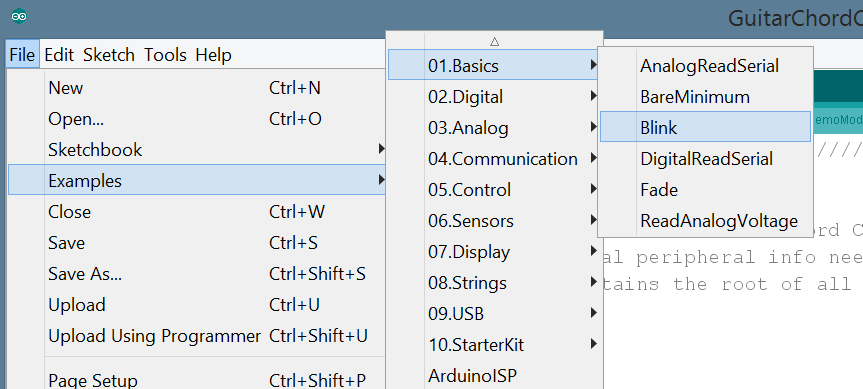 GuitarChordC
File Edit Sketch Tools Help
New Ctrl+N
Open... Ctrl+O
Sketchbook
Examples
Close Ctrl+W
Save Ctrl+S
Save As... Ctrl+Shift+S
Upload Ctrl+U
Upload Using Programmer Ctrl+Shift+U
Page Setup Ctrl+Shift+P
01.Basics
02.Digital
03.Analog
04.Communication
05.Control
06.Sensors
07.Display
08.Strings
09.USB
10.StarterKit
ArduinoISP
AnalogReadSerial
BareMinimum
Blink
DigitalReadSerial
Fade
ReadAnalogVoltage
emoMod
////
ord C
al peripheral info nee
tains the root of all